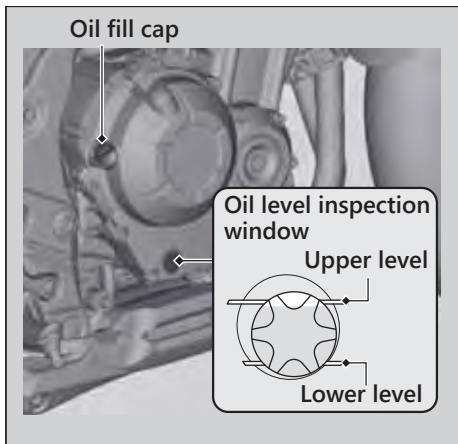 Oil fill cap
Oil level inspection
window
Upper level
Lower level